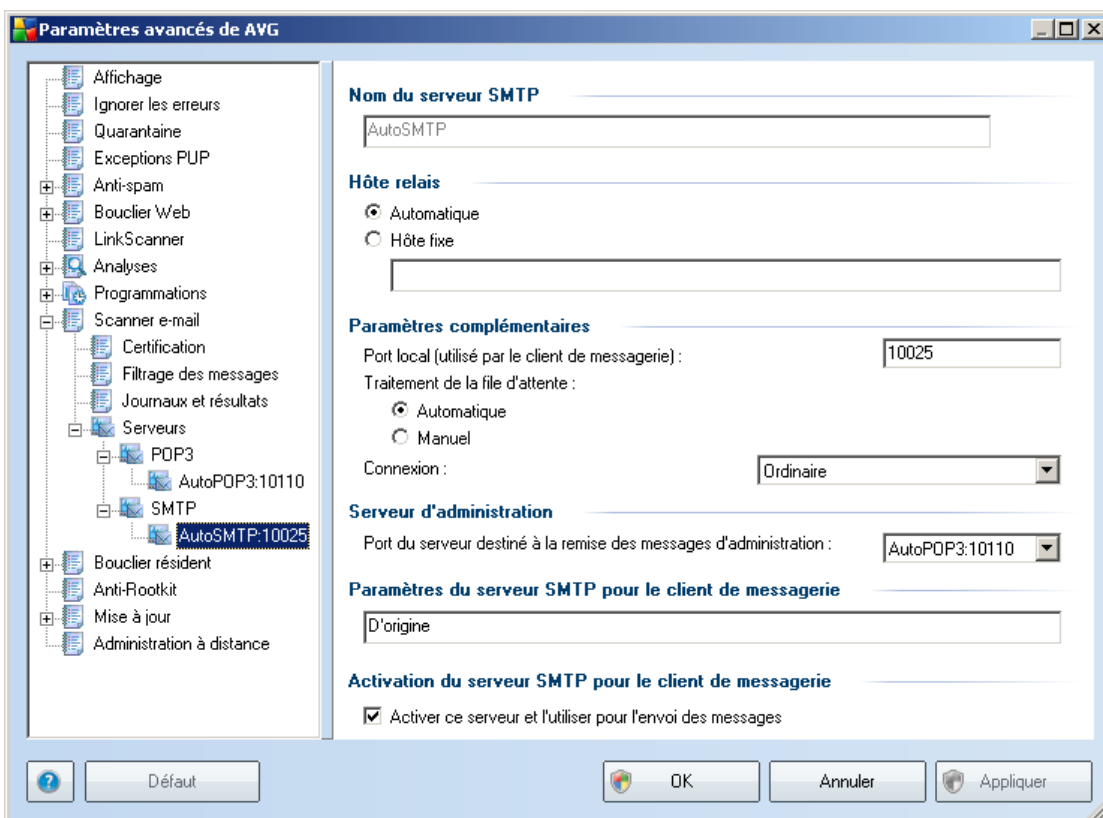 Paramètres avancés de AVG
Affichage
Ignorer les erreurs
Quarantaine
Exceptions PUP
Anti-spam
Bouclier Web
LinkScanner
Analyses
Programmations
Scanner e-mail
Certification
Filtrage des messages
Journaux et résultats
Serveurs
POP3
AutoPOP3:10110
SMTP
AutoSMTP:10025
Bouclier résident
Anti-Rootkit
Mise à jour
Administration à distance
Nom du serveur SMTP
AutoSMTP
Hôte relais
Automatique
Hôte fixe
Paramètres complémentaires
Port local (utilisé par le client de messagerie) : 10025
Traitement de la file d'attente :
Automatique
Manuel
Connexion : Ordinaire
Serveur d'administration
Port du serveur destiné à la remise des messages d'administration : AutoPOP3:10110
Paramètres du serveur SMTP pour le client de messagerie
D'origine
Activation du serveur SMTP pour le client de messagerie
Activer ce serveur et l'utiliser pour l'envoi des messages
Défaut OK Annuler Appliquer